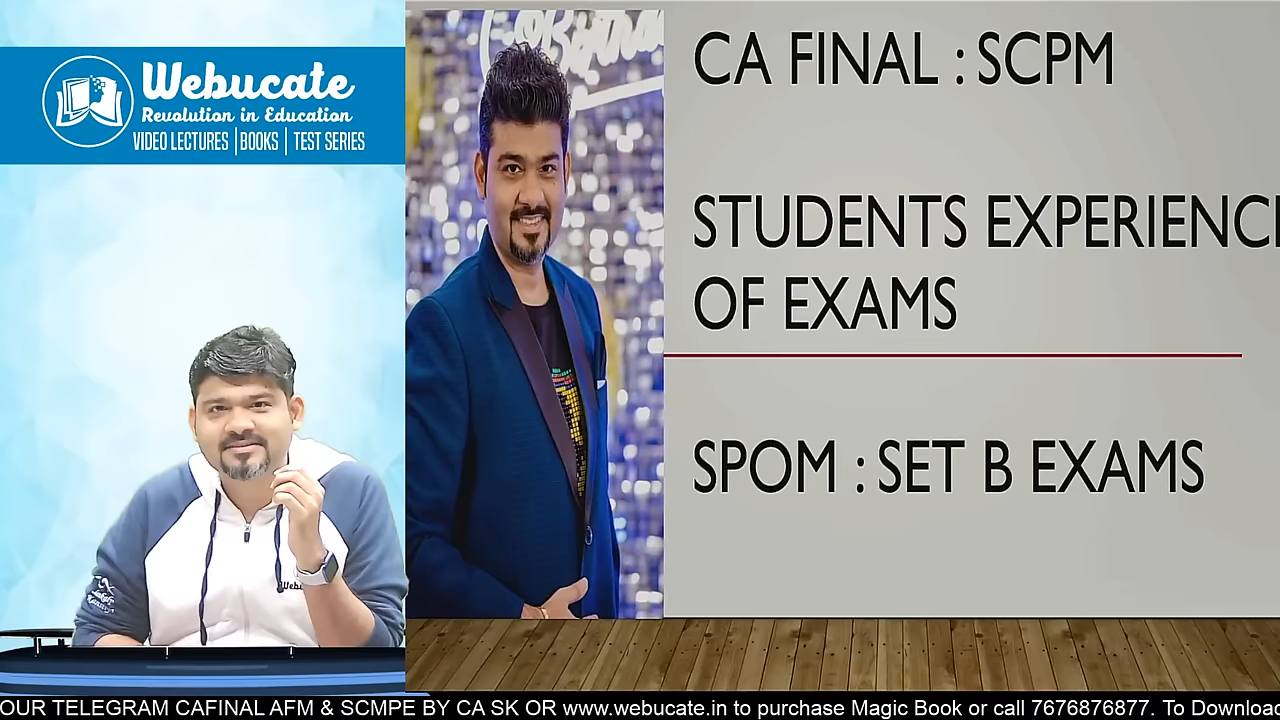 Webucate
Revolution in Education
VIDEO LECTURES | BOOKS | TEST SERIES
CA FINAL : SCPM
STUDENTS EXPERIENC
OF EXAMS
SPOM : SET B EXAMS
OUR TELEGRAM CAFINAL AFM & SCMPE BY CA SK OR www.webucate.in to purchase Magic Book or call 7676876877. To Download